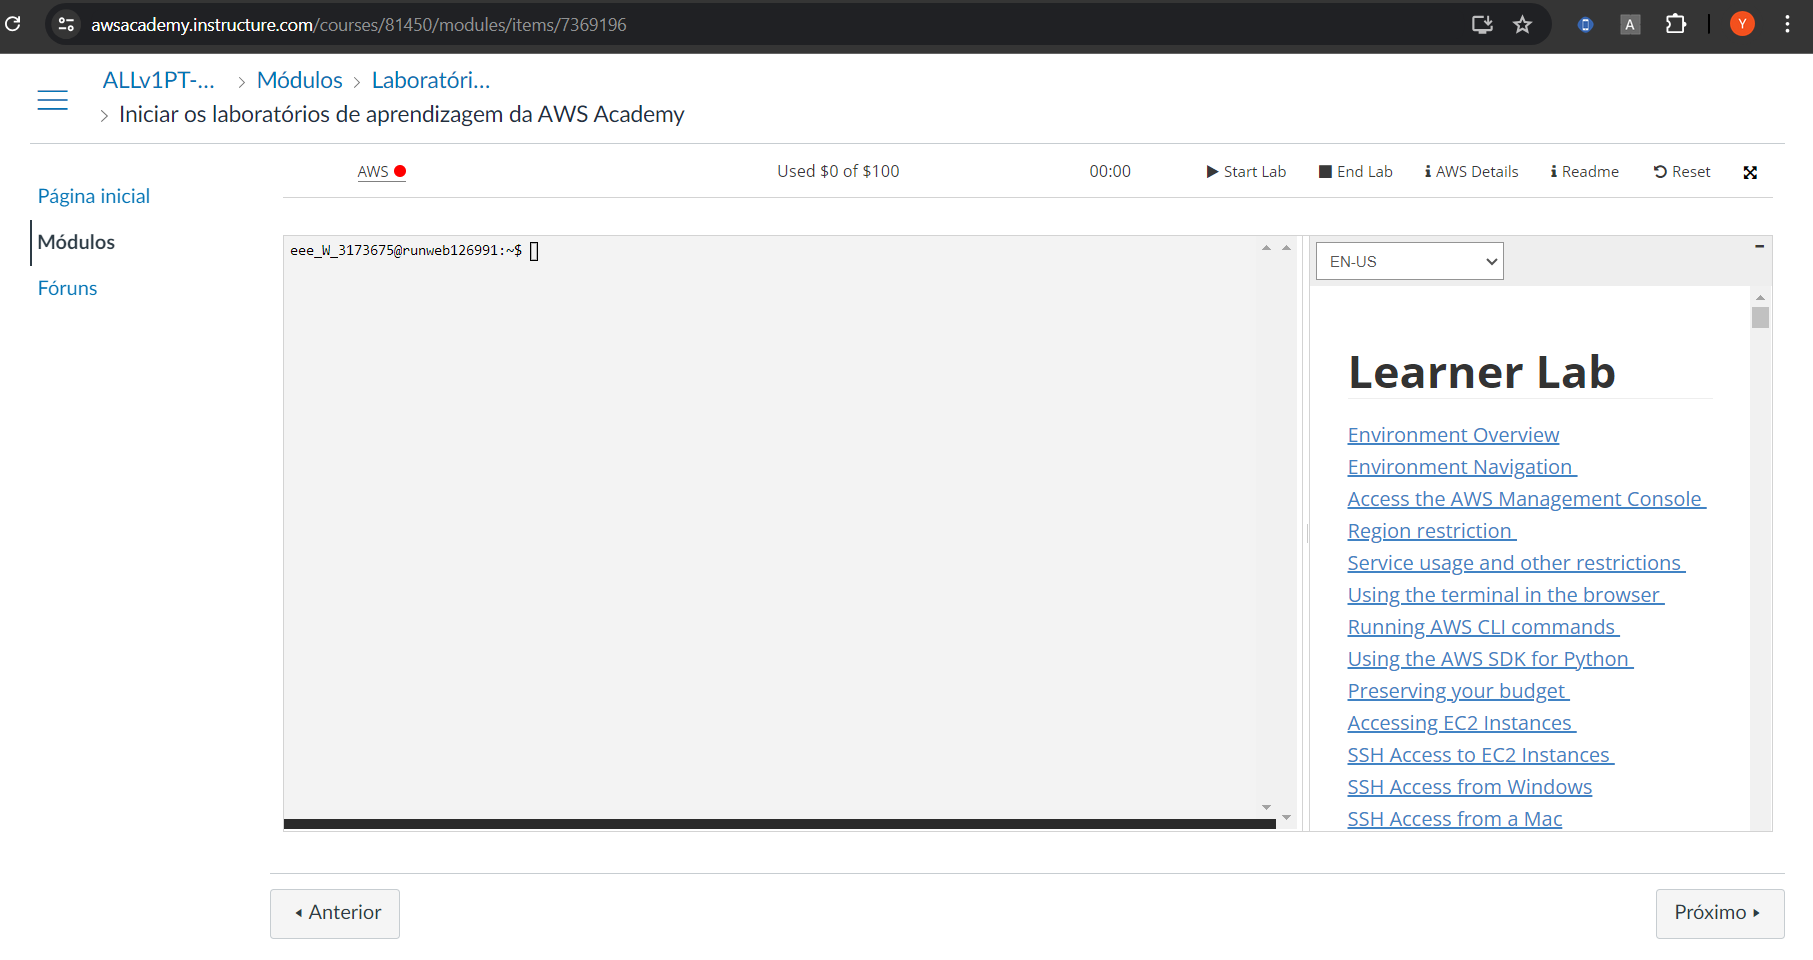 awsacademy.instructure.com/courses/81450/modules/items/7369196
A
Y
ALLv1PT-... > Módulos > Laboratóri...
> Iniciar os laboratórios de aprendizagem da AWS Academy
Página inicial
Módulos
Fóruns
AWS Used $0 of $100 00:00 Start Lab End Lab AWS Details Readme Reset
eee_W_3173675@runweb126991:~$
EN-US
Learner Lab
Environment Overview
Environment Navigation
Access the AWS Management Console
Region restriction
Service usage and other restrictions
Using the terminal in the browser
Running AWS CLI commands
Using the AWS SDK for Python
Preserving your budget
Accessing EC2 Instances
SSH Access to EC2 Instances
SSH Access from Windows
SSH Access from a Mac
Anterior
Próximo